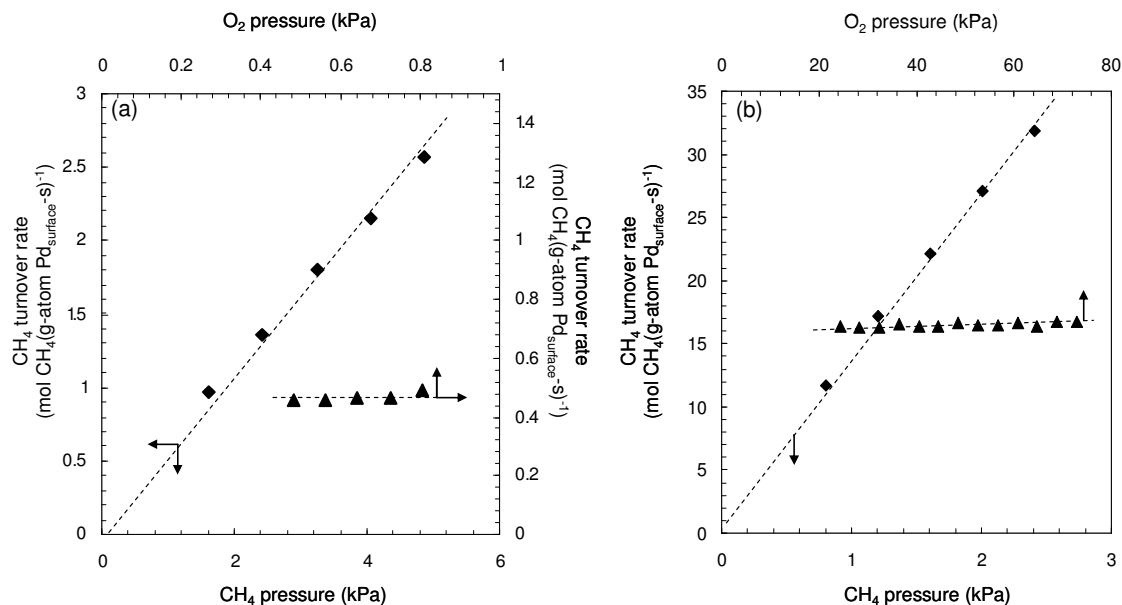 O2 pressure (kPa)
0 0.2 0.4 0.6 0.8 1
(a)
3
2.5
2
1.5
1
0.5
0
CH4 turnover rate
(mol CH4(g-atom Pdsurface-s)-1
1.4
1.2
1
0.8
0.6
0.4
0.2
0
CH4 turnover rate
(mol CH4(g-atom Pdsurface-s)-1
0 2 4 6
CH4 pressure (kPa)
O2 pressure (kPa)
0 20 40 60 80
(b)
35
30
25
20
15
10
5
0
CH4 turnover rate
(mol CH4(g-atom Pdsurface-s)-1
0 1 2 3
CH4 pressure (kPa)